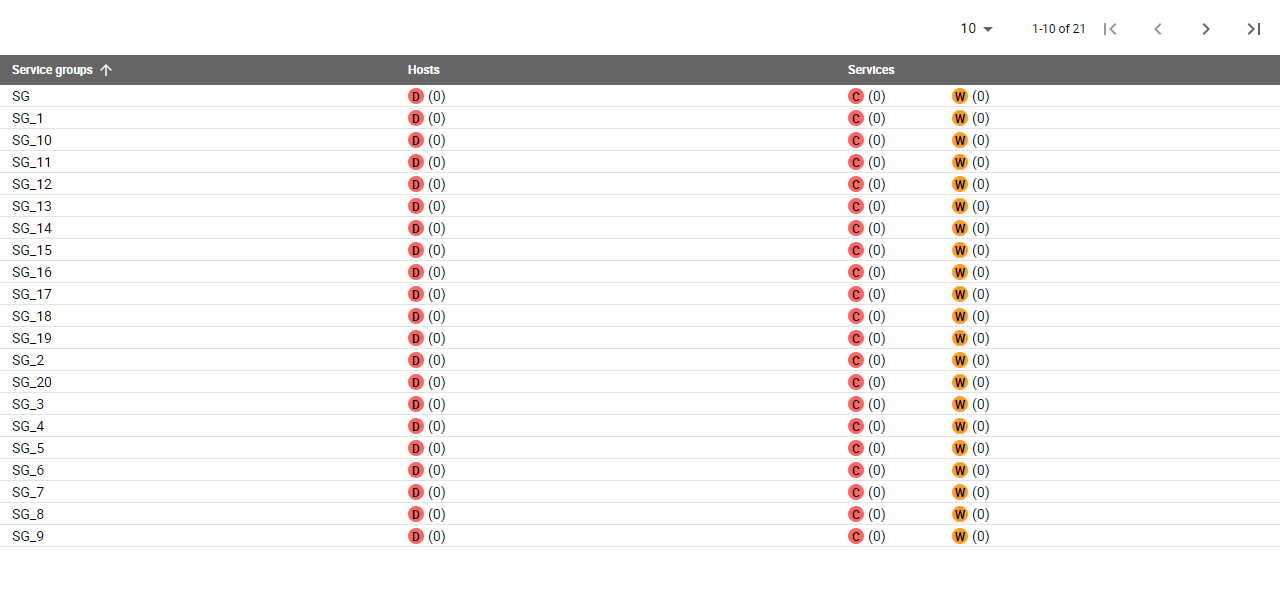 10 1-10 of 21
Service groups Hosts Services
SG D (0) C (0) W (0)
SG_1 D (0) C (0) W (0)
SG_10 D (0) C (0) W (0)
SG_11 D (0) C (0) W (0)
SG_12 D (0) C (0) W (0)
SG_13 D (0) C (0) W (0)
SG_14 D (0) C (0) W (0)
SG_15 D (0) C (0) W (0)
SG_16 D (0) C (0) W (0)
SG_17 D (0) C (0) W (0)
SG_18 D (0) C (0) W (0)
SG_19 D (0) C (0) W (0)
SG_2 D (0) C (0) W (0)
SG_20 D (0) C (0) W (0)
SG_3 D (0) C (0) W (0)
SG_4 D (0) C (0) W (0)
SG_5 D (0) C (0) W (0)
SG_6 D (0) C (0) W (0)
SG_7 D (0) C (0) W (0)
SG_8 D (0) C (0) W (0)
SG_9 D (0) C (0) W (0)